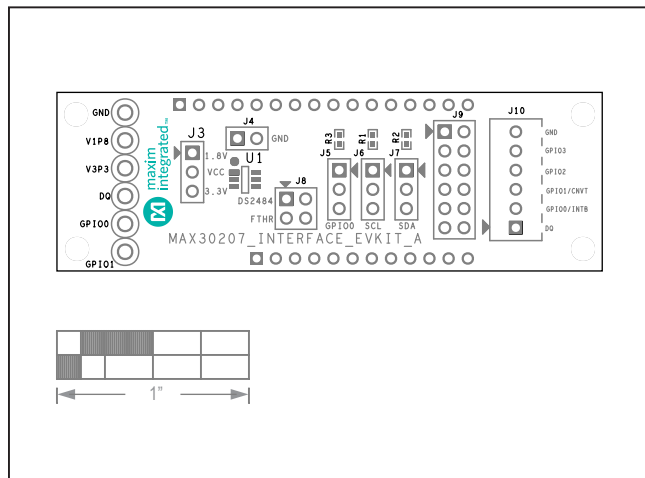 GND
V1P8
V3P3
DQ
GPIO0
GPIO1
maxim
integrated™
J3
1.8V
VCC
3.3V
J4
GND
U1
DS2484
J8
FTHR
R3
R1
R2
J5
J6
J7
GPIO0
SCL
SDA
J9
J10
GND
GPIO3
GPIO2
GPIO1/CNVT
GPIO0/INTB
DQ
MAX30207_INTERFACE_EVKIT_A
1"